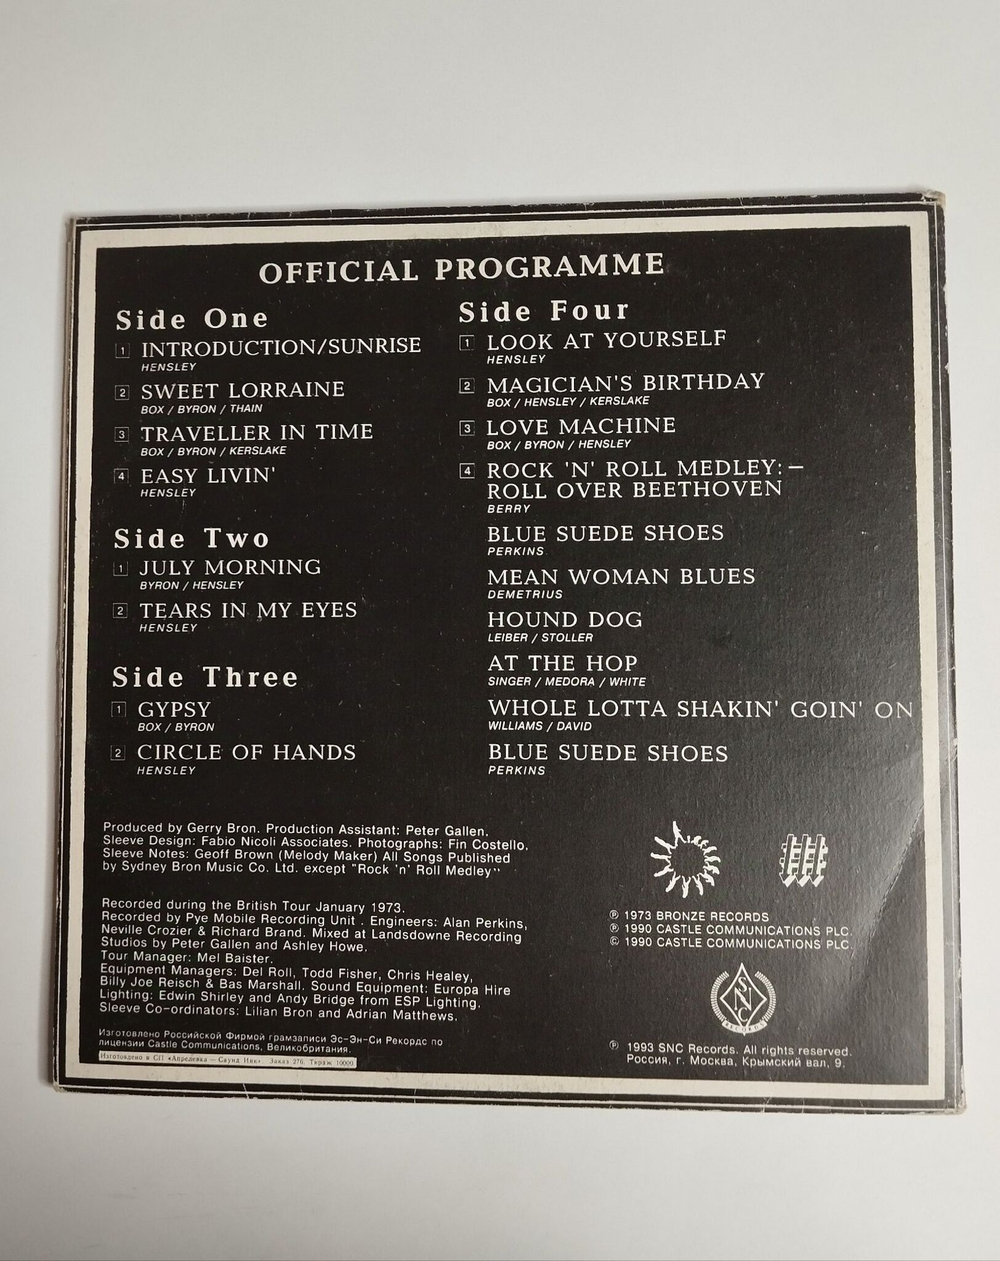 OFFICIAL PROGRAMME
Side One
1 INTRODUCTION/SUNRISE
HENSLEY
2 SWEET LORRAINE
BOX / BYRON / THAIN
3 TRAVELLER IN TIME
BOX / BYRON / KERSLAKE
4 EASY LIVIN'
HENSLEY
Side Two
1 JULY MORNING
BYRON / HENSLEY
2 TEARS IN MY EYES
HENSLEY
Side Three
1 GYPSY
BOX / BYRON
2 CIRCLE OF HANDS
HENSLEY
Side Four
1 LOOK AT YOURSELF
HENSLEY
2 MAGICIAN'S BIRTHDAY
BOX / HENSLEY / KERSLAKE
3 LOVE MACHINE
BOX / BYRON / HENSLEY
4 ROCK 'N' ROLL MEDLEY: –
ROLL OVER BEETHOVEN
BERRY
BLUE SUEDE SHOES
PERKINS
MEAN WOMAN BLUES
DEMETRIUS
HOUND DOG
LEIBER / STOLLER
AT THE HOP
SINGER / MEDORA / WHITE
WHOLE LOTTA SHAKIN' GOIN' ON
WILLIAMS / DAVID
BLUE SUEDE SHOES
PERKINS
Produced by Gerry Bron. Production Assistant: Peter Gallen.
Sleeve Design: Fabio Nicoli Associates. Photographs: Fin Costello.
Sleeve Notes: Geoff Brown (Melody Maker) All Songs Published
by Sydney Bron Music Co. Ltd. except "Rock 'n' Roll Medley"
Recorded during the British Tour January 1973.
Recorded by Pye Mobile Recording Unit . Engineers: Alan Perkins,
Neville Crozier & Richard Brand. Mixed at Landsdowne Recording
Studios by Peter Gallen and Ashley Howe.
Tour Manager: Mel Baister.
Equipment Managers: Del Roll, Todd Fisher, Chris Healey,
Billy Joe Reisch & Bas Marshall. Sound Equipment: Europa Hire
Lighting: Edwin Shirley and Andy Bridge from ESP Lighting.
Sleeve Co-ordinators: Lilian Bron and Adrian Matthews.
Изготовлено Российской Фирмой грамзаписи Эс-Эн-Си Рекордс по
лицензии Castle Communications, Великобритания.
Изготовлено в СП «Апрелевка – Саунд Инк» Заказ 276. Тираж 10000
℗ 1973 BRONZE RECORDS
℗ 1990 CASTLE COMMUNICATIONS PLC.
© 1990 CASTLE COMMUNICATIONS PLC.
SNC
RECORDS
℗ 1993 SNC Records. All rights reserved.
Россия, г. Москва, Крымский вал, 9.